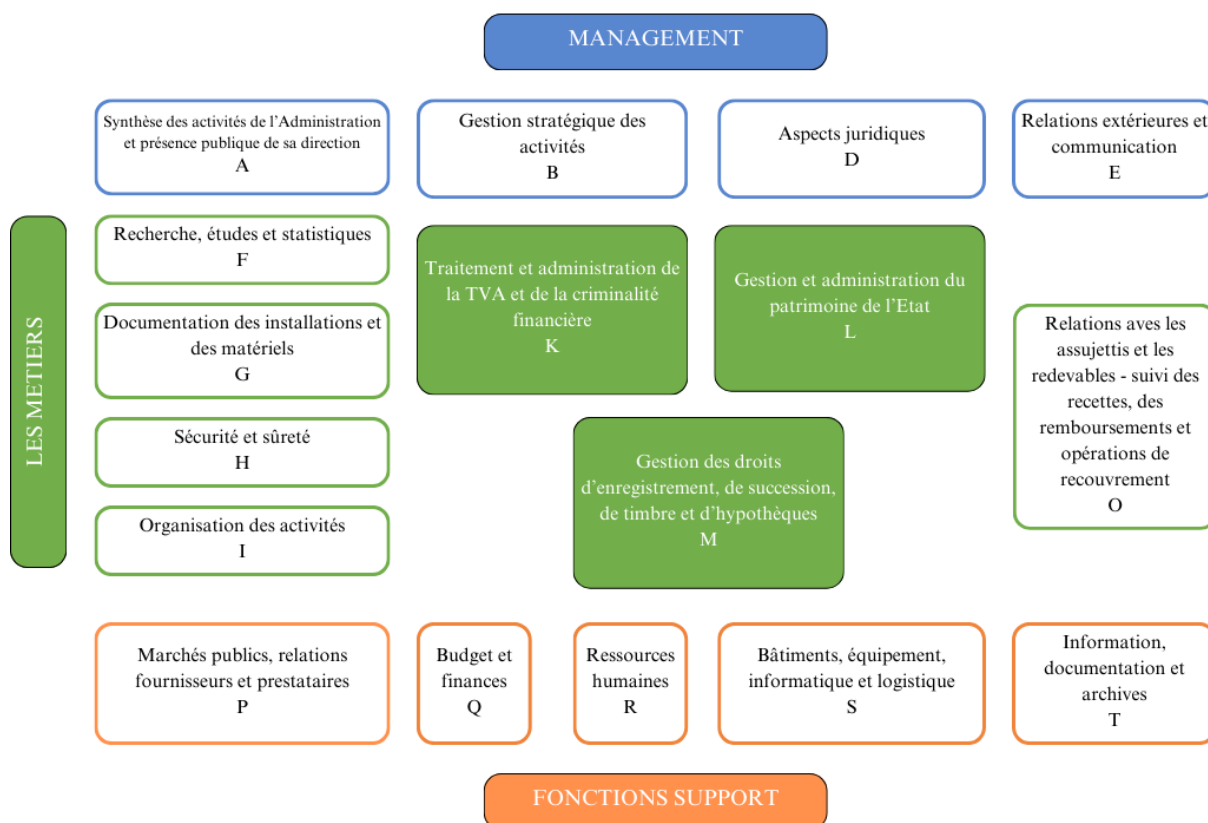 MANAGEMENT
Synthèse des activités de l'Administration
et présence publique de sa direction
A
Gestion stratégique des
activités
B
Aspects juridiques
D
Relations extérieures et
communication
E
LES METIERS
Recherche, études et statistiques
F
Documentation des installations et
des matériels
G
Sécurité et sûreté
H
Organisation des activités
I
Traitement et administration de
la TVA et de la criminalité
financière
K
Gestion et administration du
patrimoine de l'Etat
L
Gestion des droits
d'enregistrement, de succession,
de timbre et d'hypothèques
M
Relations aves les
assujettis et les
redevables - suivi des
recettes, des
remboursements et
opérations de
recouvrement
O
Marchés publics, relations
fournisseurs et prestataires
P
Budget et
finances
Q
Ressources
humaines
R
Bâtiments, équipement,
informatique et logistique
S
Information,
documentation et
archives
T
FONCTIONS SUPPORT